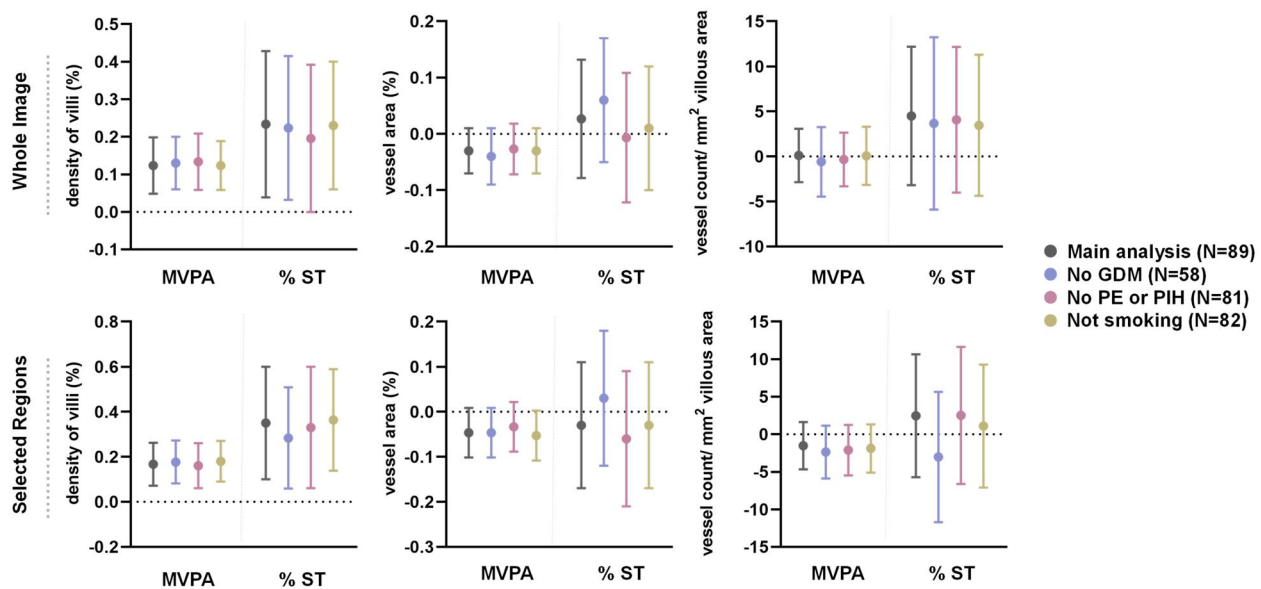 Whole Image
density of villi (%)
0.5
0.4
0.3
0.2
0.1
0.0
-0.1
MVPA
% ST
vessel area (%)
0.2
0.1
0.0
-0.1
-0.2
MVPA
% ST
vessel count/ mm² villous area
15
10
5
0
-5
-10
MVPA
% ST
Main analysis (N=89)
No GDM (N=58)
No PE or PIH (N=81)
Not smoking (N=82)
Selected Regions
density of villi (%)
0.8
0.6
0.4
0.2
0.0
-0.2
MVPA
% ST
vessel area (%)
0.2
0.1
0.0
-0.1
-0.2
-0.3
MVPA
% ST
vessel count/ mm² villous area
15
10
5
0
-5
-10
-15
MVPA
% ST